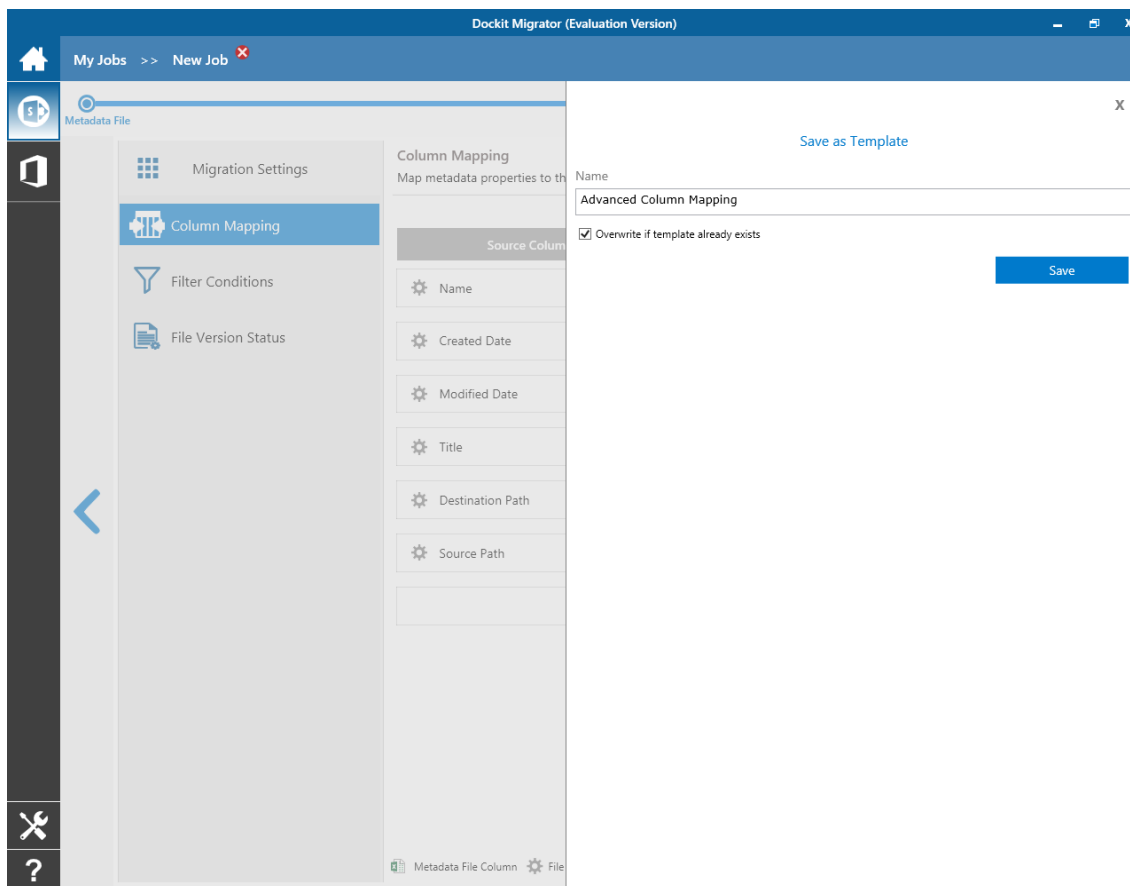 Dockit Migrator (Evaluation Version)
My Jobs >> New Job
Metadata File
X
Save as Template
Migration Settings
Column Mapping
Filter Conditions
File Version Status
Column Mapping
Map metadata properties to th
Source Colum
Name
Created Date
Modified Date
Title
Destination Path
Source Path
Metadata File Column File
Name
Advanced Column Mapping
Overwrite if template already exists
Save
?